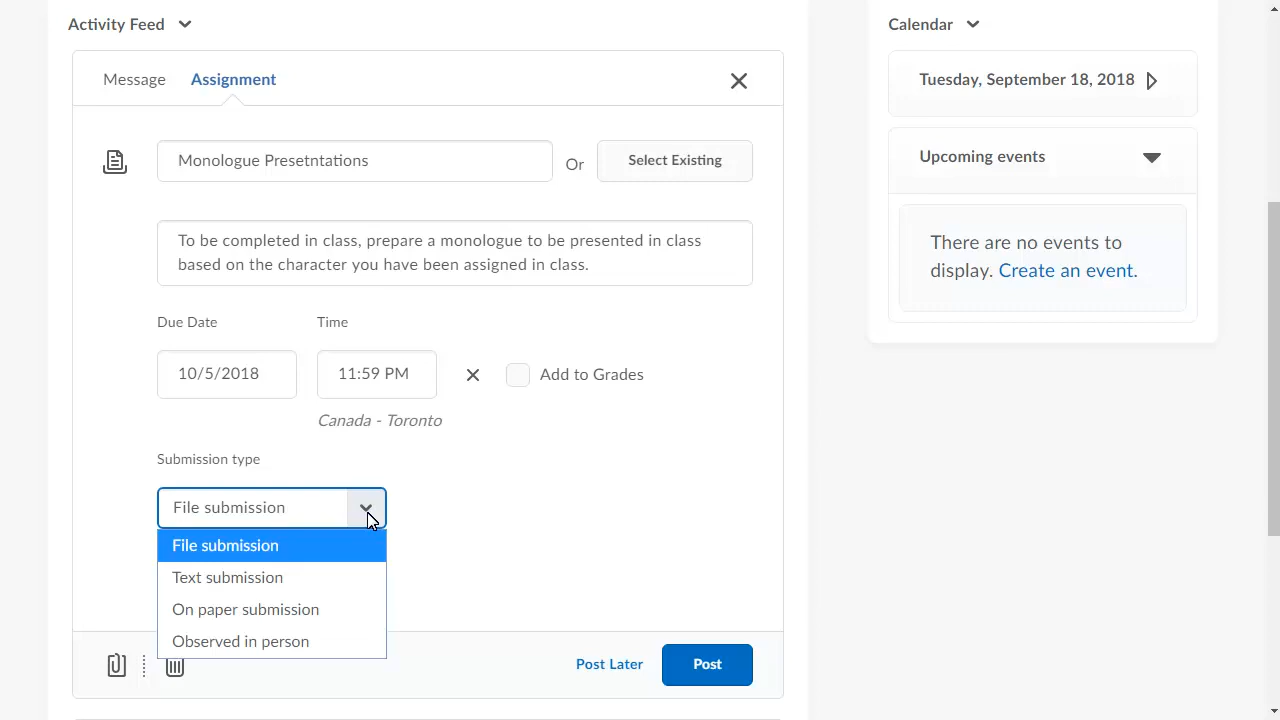 Activity Feed
Calendar
Message Assignment
Tuesday, September 18, 2018
Monologue Presetntations
Or
Select Existing
Upcoming events
To be completed in class, prepare a monologue to be presented in class
based on the character you have been assigned in class.
There are no events to
display. Create an event.
Due Date
Time
10/5/2018
11:59 PM
Add to Grades
Canada - Toronto
Submission type
File submission
File submission
Text submission
On paper submission
Observed in person
Post Later
Post